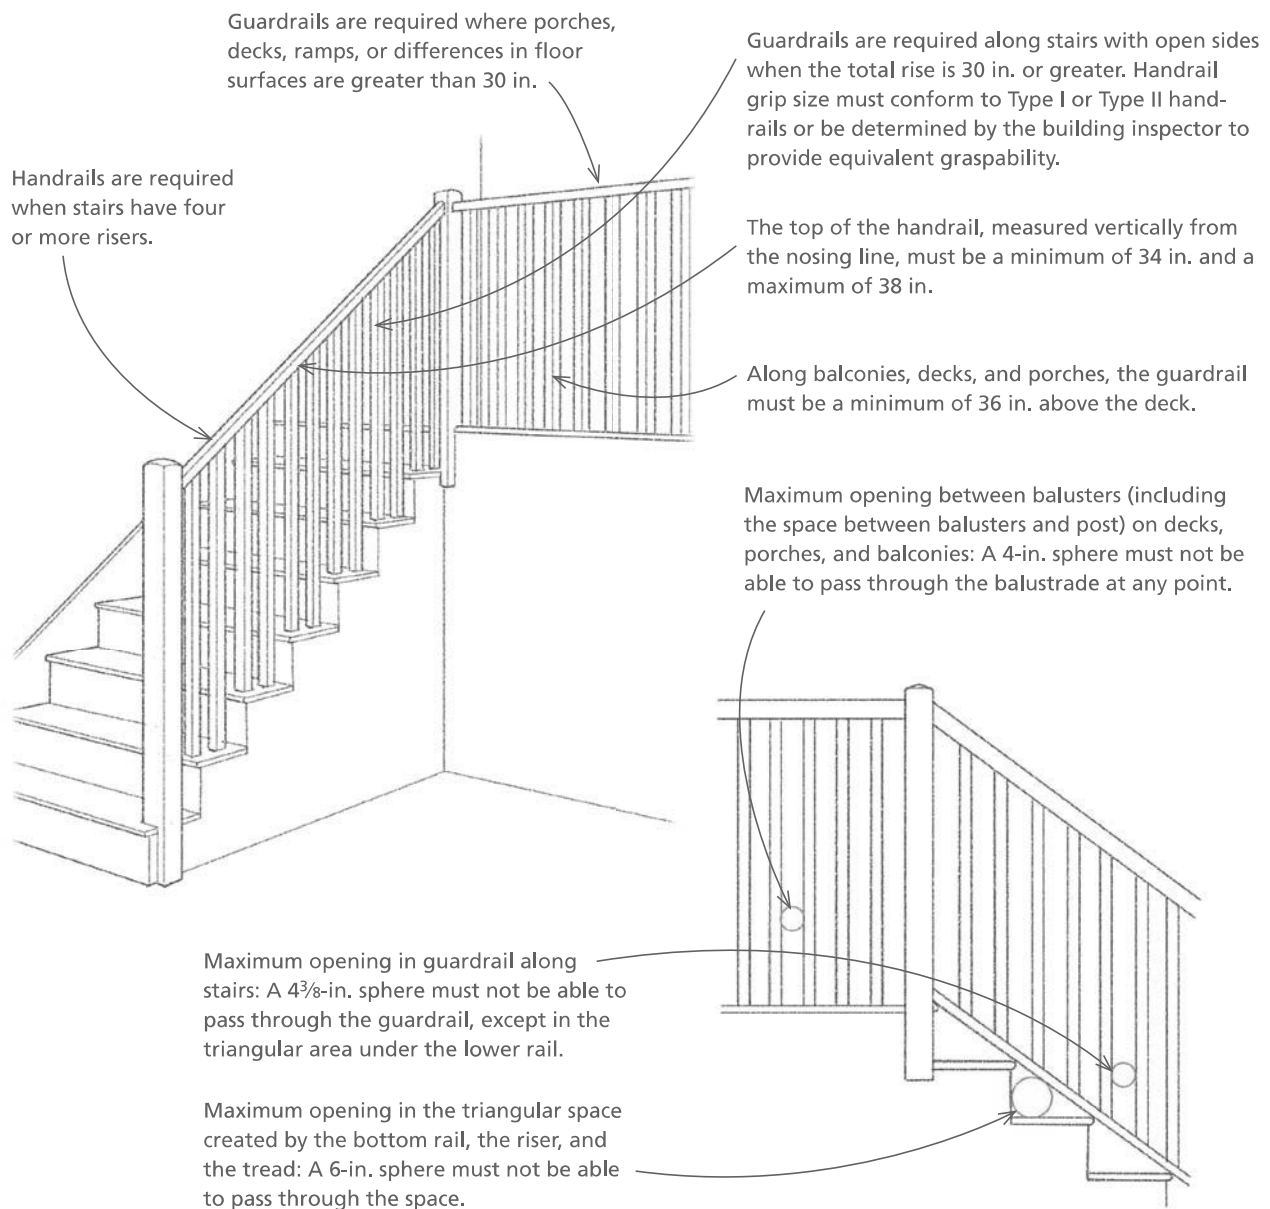 Guardrails are required where porches,
decks, ramps, or differences in floor
surfaces are greater than 30 in.
Guardrails are required along stairs with open sides
when the total rise is 30 in. or greater. Handrail
grip size must conform to Type I or Type II hand-
rails or be determined by the building inspector to
provide equivalent graspability.
Handrails are required
when stairs have four
or more risers.
The top of the handrail, measured vertically from
the nosing line, must be a minimum of 34 in. and a
maximum of 38 in.
Along balconies, decks, and porches, the guardrail
must be a minimum of 36 in. above the deck.
Maximum opening between balusters (including
the space between balusters and post) on decks,
porches, and balconies: A 4-in. sphere must not be
able to pass through the balustrade at any point.
Maximum opening in guardrail along
stairs: A 4⅜-in. sphere must not be able to
pass through the guardrail, except in the
triangular area under the lower rail.
Maximum opening in the triangular space
created by the bottom rail, the riser, and
the tread: A 6-in. sphere must not be able
to pass through the space.